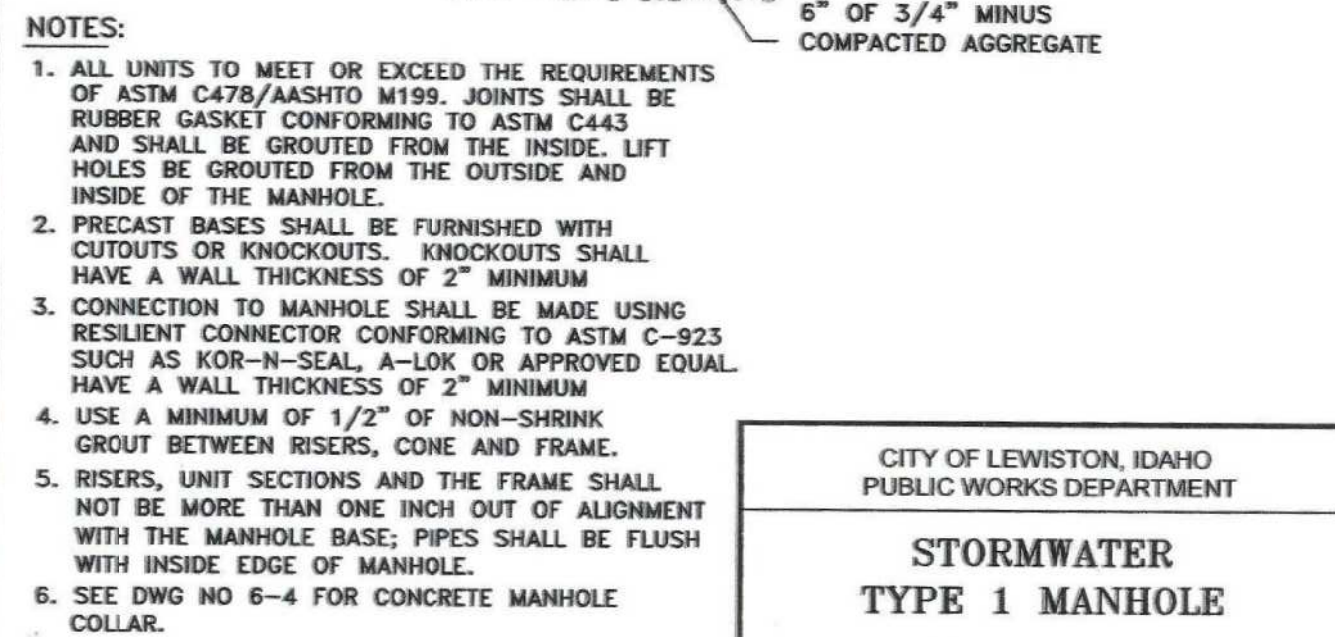 6" OF 3/4" MINUS
COMPACTED AGGREGATE
NOTES:
1. ALL UNITS TO MEET OR EXCEED THE REQUIREMENTS
OF ASTM C478/AASHTO M199. JOINTS SHALL BE
RUBBER GASKET CONFORMING TO ASTM C443
AND SHALL BE GROUTED FROM THE INSIDE. LIFT
HOLES BE GROUTED FROM THE OUTSIDE AND
INSIDE OF THE MANHOLE.
2. PRECAST BASES SHALL BE FURNISHED WITH
CUTOUTS OR KNOCKOUTS. KNOCKOUTS SHALL
HAVE A WALL THICKNESS OF 2" MINIMUM
3. CONNECTION TO MANHOLE SHALL BE MADE USING
RESILIENT CONNECTOR CONFORMING TO ASTM C-923
SUCH AS KOR-N-SEAL, A-LOK OR APPROVED EQUAL.
HAVE A WALL THICKNESS OF 2" MINIMUM
4. USE A MINIMUM OF 1/2" OF NON-SHRINK
GROUT BETWEEN RISERS, CONE AND FRAME.
5. RISERS, UNIT SECTIONS AND THE FRAME SHALL
NOT BE MORE THAN ONE INCH OUT OF ALIGNMENT
WITH THE MANHOLE BASE; PIPES SHALL BE FLUSH
WITH INSIDE EDGE OF MANHOLE.
6. SEE DWG NO 6-4 FOR CONCRETE MANHOLE
COLLAR.
CITY OF LEWISTON, IDAHO
PUBLIC WORKS DEPARTMENT
STORMWATER
TYPE 1 MANHOLE